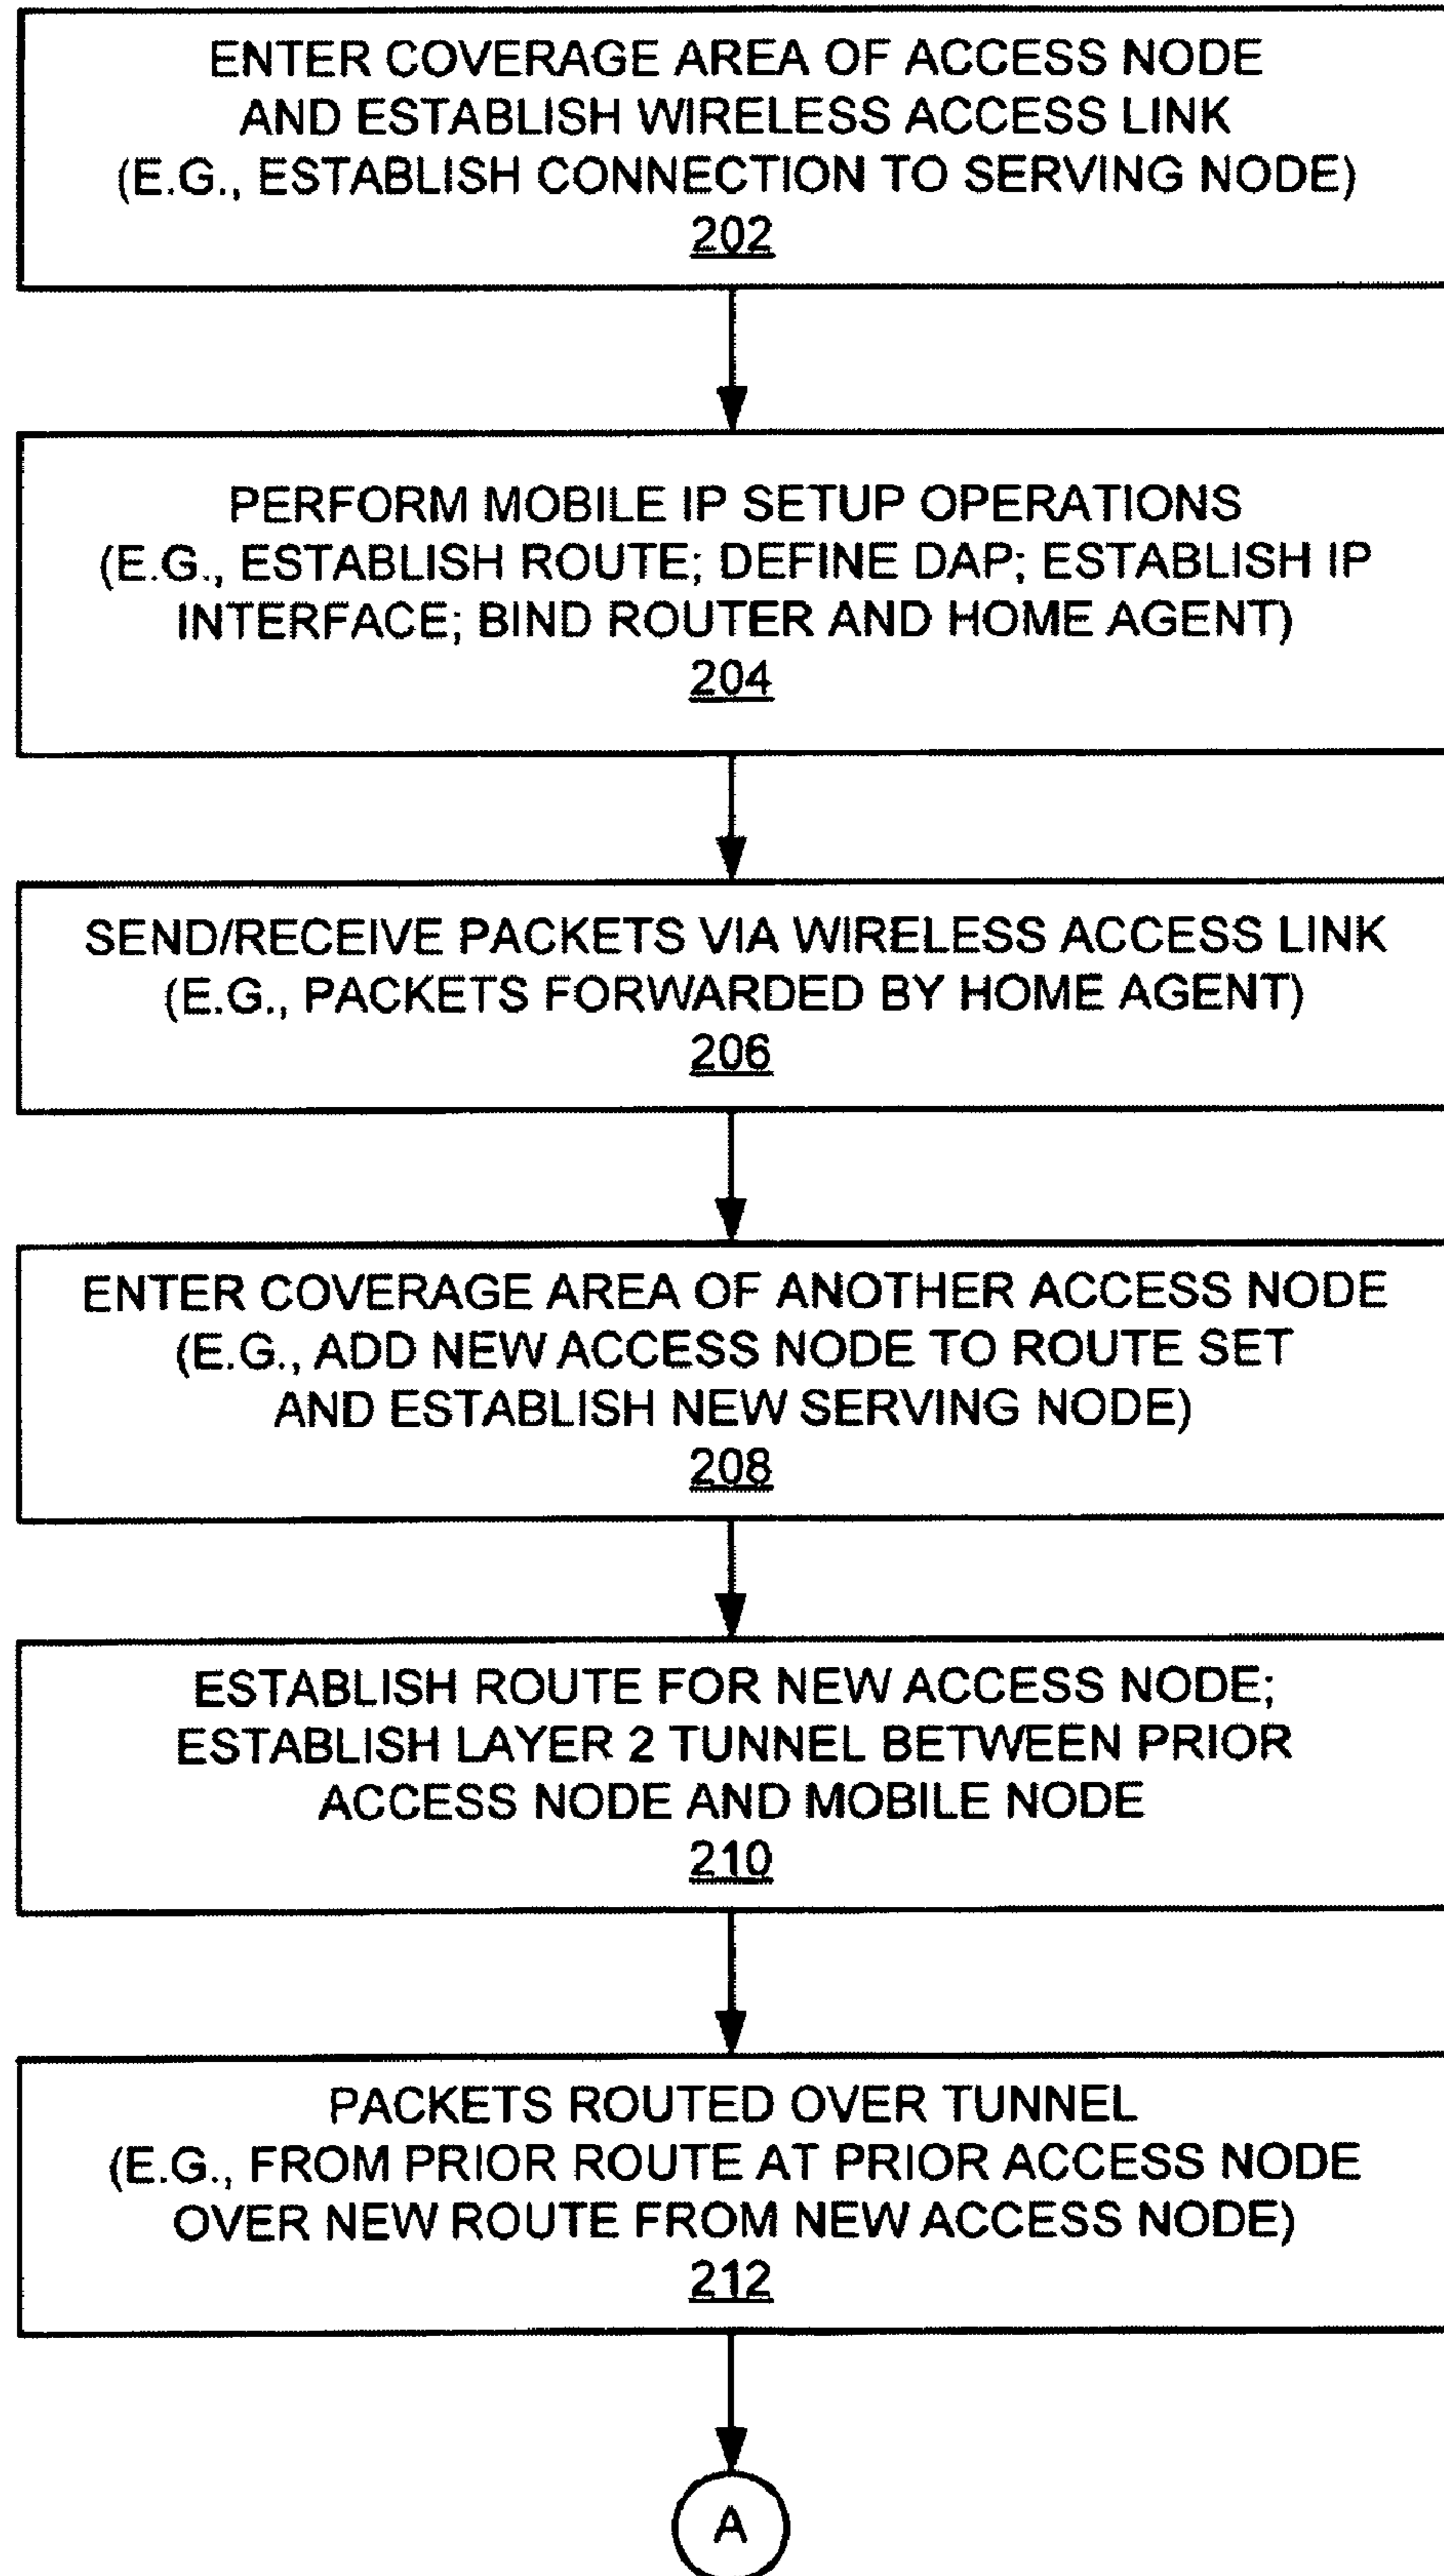 ENTER COVERAGE AREA OF ACCESS NODE
AND ESTABLISH WIRELESS ACCESS LINK
(E.G., ESTABLISH CONNECTION TO SERVING NODE)
202
PERFORM MOBILE IP SETUP OPERATIONS
(E.G., ESTABLISH ROUTE; DEFINE DAP; ESTABLISH IP
INTERFACE; BIND ROUTER AND HOME AGENT)
204
SEND/RECEIVE PACKETS VIA WIRELESS ACCESS LINK
(E.G., PACKETS FORWARDED BY HOME AGENT)
206
ENTER COVERAGE AREA OF ANOTHER ACCESS NODE
(E.G., ADD NEW ACCESS NODE TO ROUTE SET
AND ESTABLISH NEW SERVING NODE)
208
ESTABLISH ROUTE FOR NEW ACCESS NODE;
ESTABLISH LAYER 2 TUNNEL BETWEEN PRIOR
ACCESS NODE AND MOBILE NODE
210
PACKETS ROUTED OVER TUNNEL
(E.G., FROM PRIOR ROUTE AT PRIOR ACCESS NODE
OVER NEW ROUTE FROM NEW ACCESS NODE)
212
A